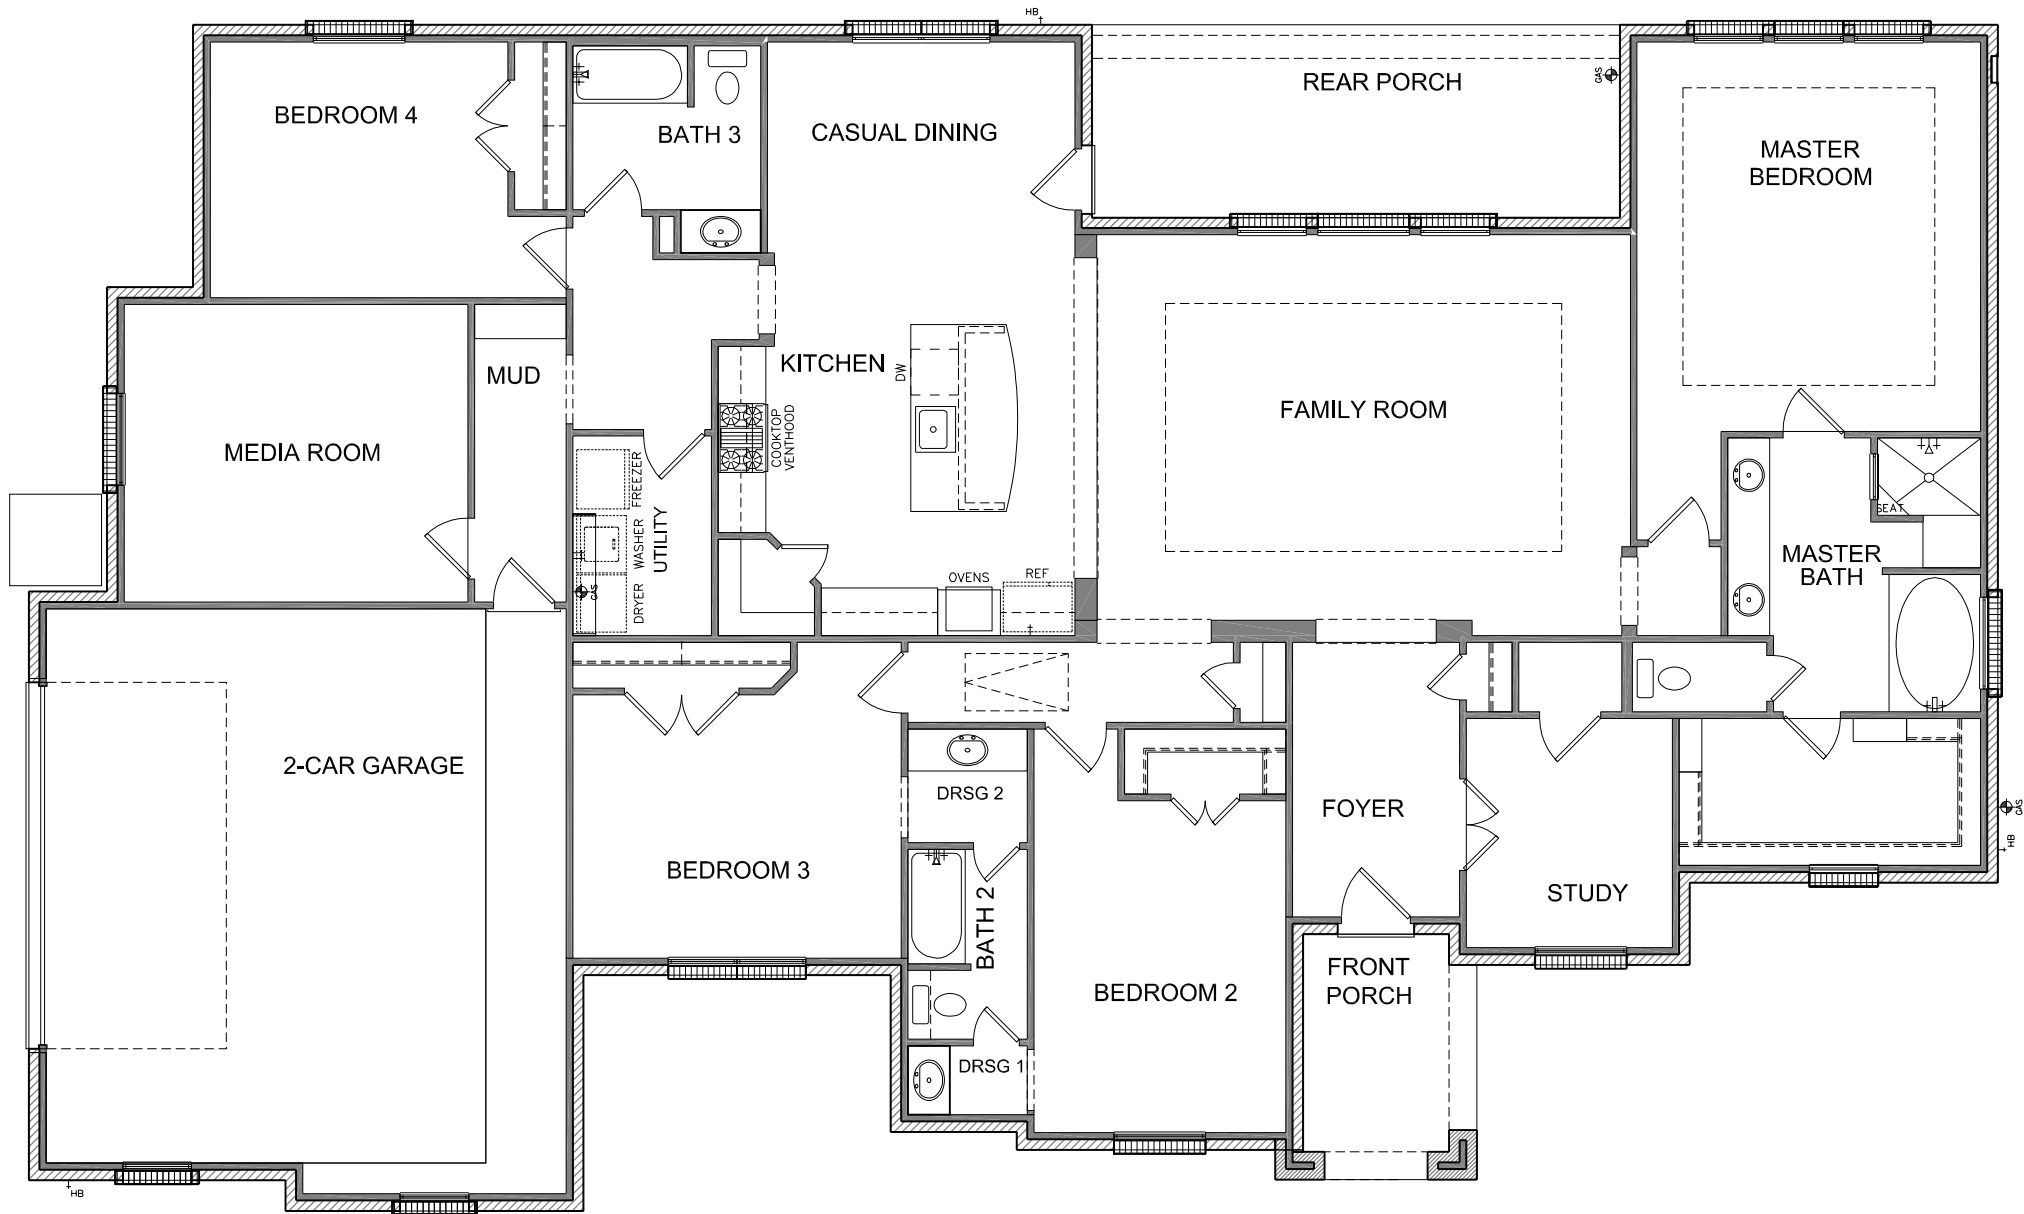 HB
REAR PORCH
GAS
BEDROOM 4
BATH 3
CASUAL DINING
MASTER
BEDROOM
MUD
KITCHEN
DW
FAMILY ROOM
MEDIA ROOM
COOKTOP
VENTHOOD
FREEZER
WASHER
DRYER
UTILITY
GAS
SEAT
MASTER
BATH
OVENS
REF
2-CAR GARAGE
DRSG 2
FOYER
GAS
HB
BEDROOM 3
BATH 2
STUDY
FRONT
PORCH
BEDROOM 2
DRSG 1
HB